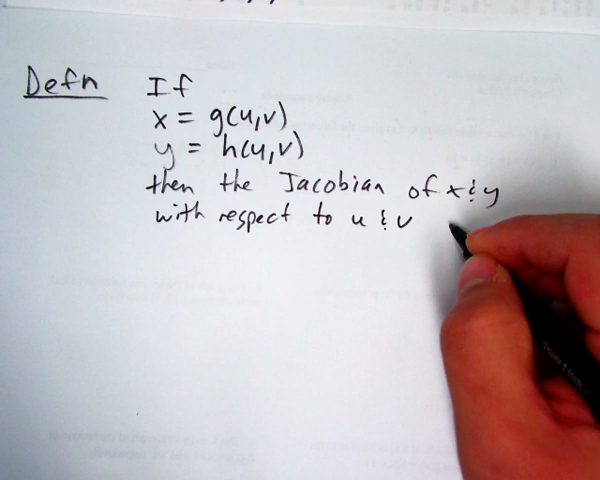 Defn If
x = g(u,v)
y = h(u,v)
then the Jacobian of x & y
with respect to u & v